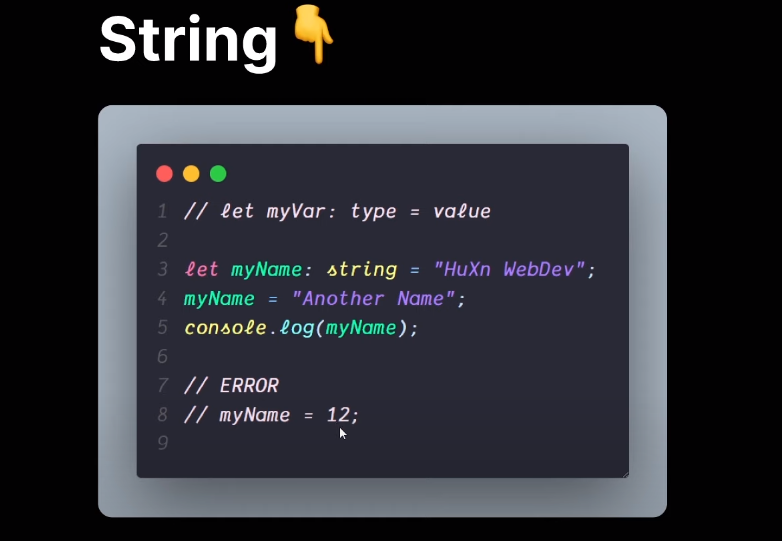 String👇
1 // let myVar: type = value
2
3 let myName: string = "HuXn WebDev";
4 myName = "Another Name";
5 console.log(myName);
6
7 // ERROR
8 // myName = 12;
9